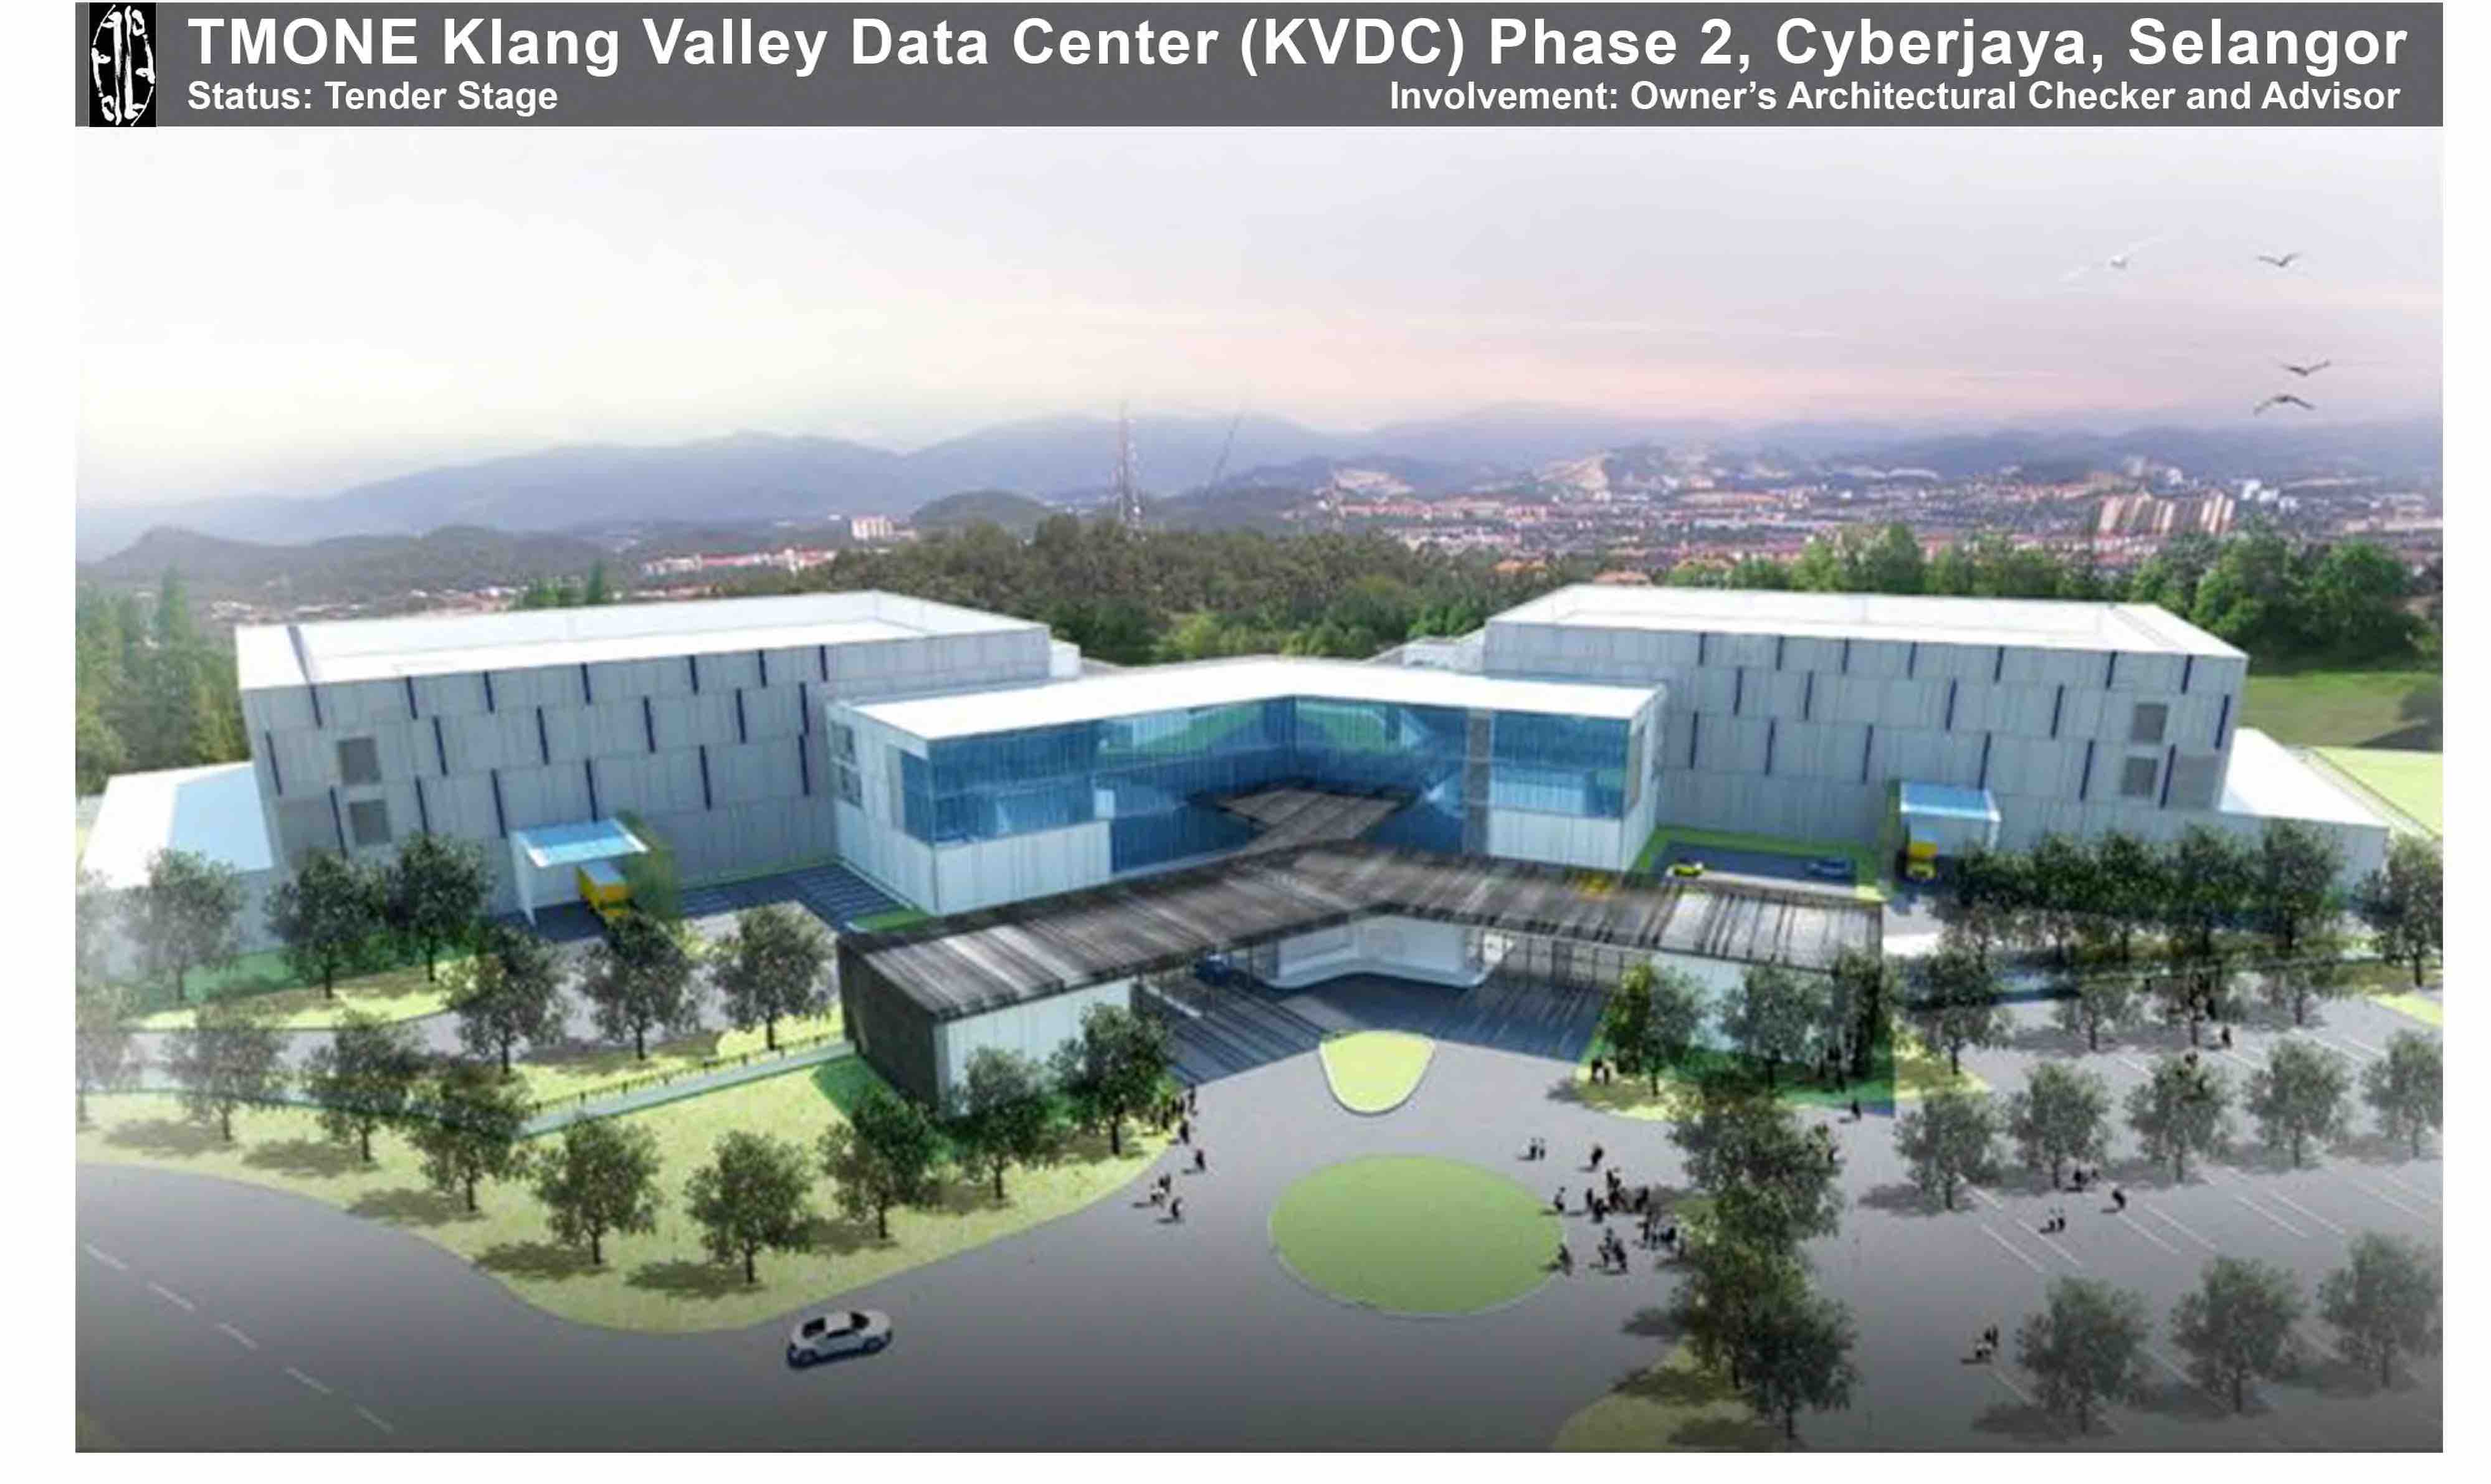 TMONE Klang Valley Data Center (KVDC) Phase 2, Cyberjaya, Selangor
Status: Tender Stage
Involvement: Owner’s Architectural Checker and Advisor